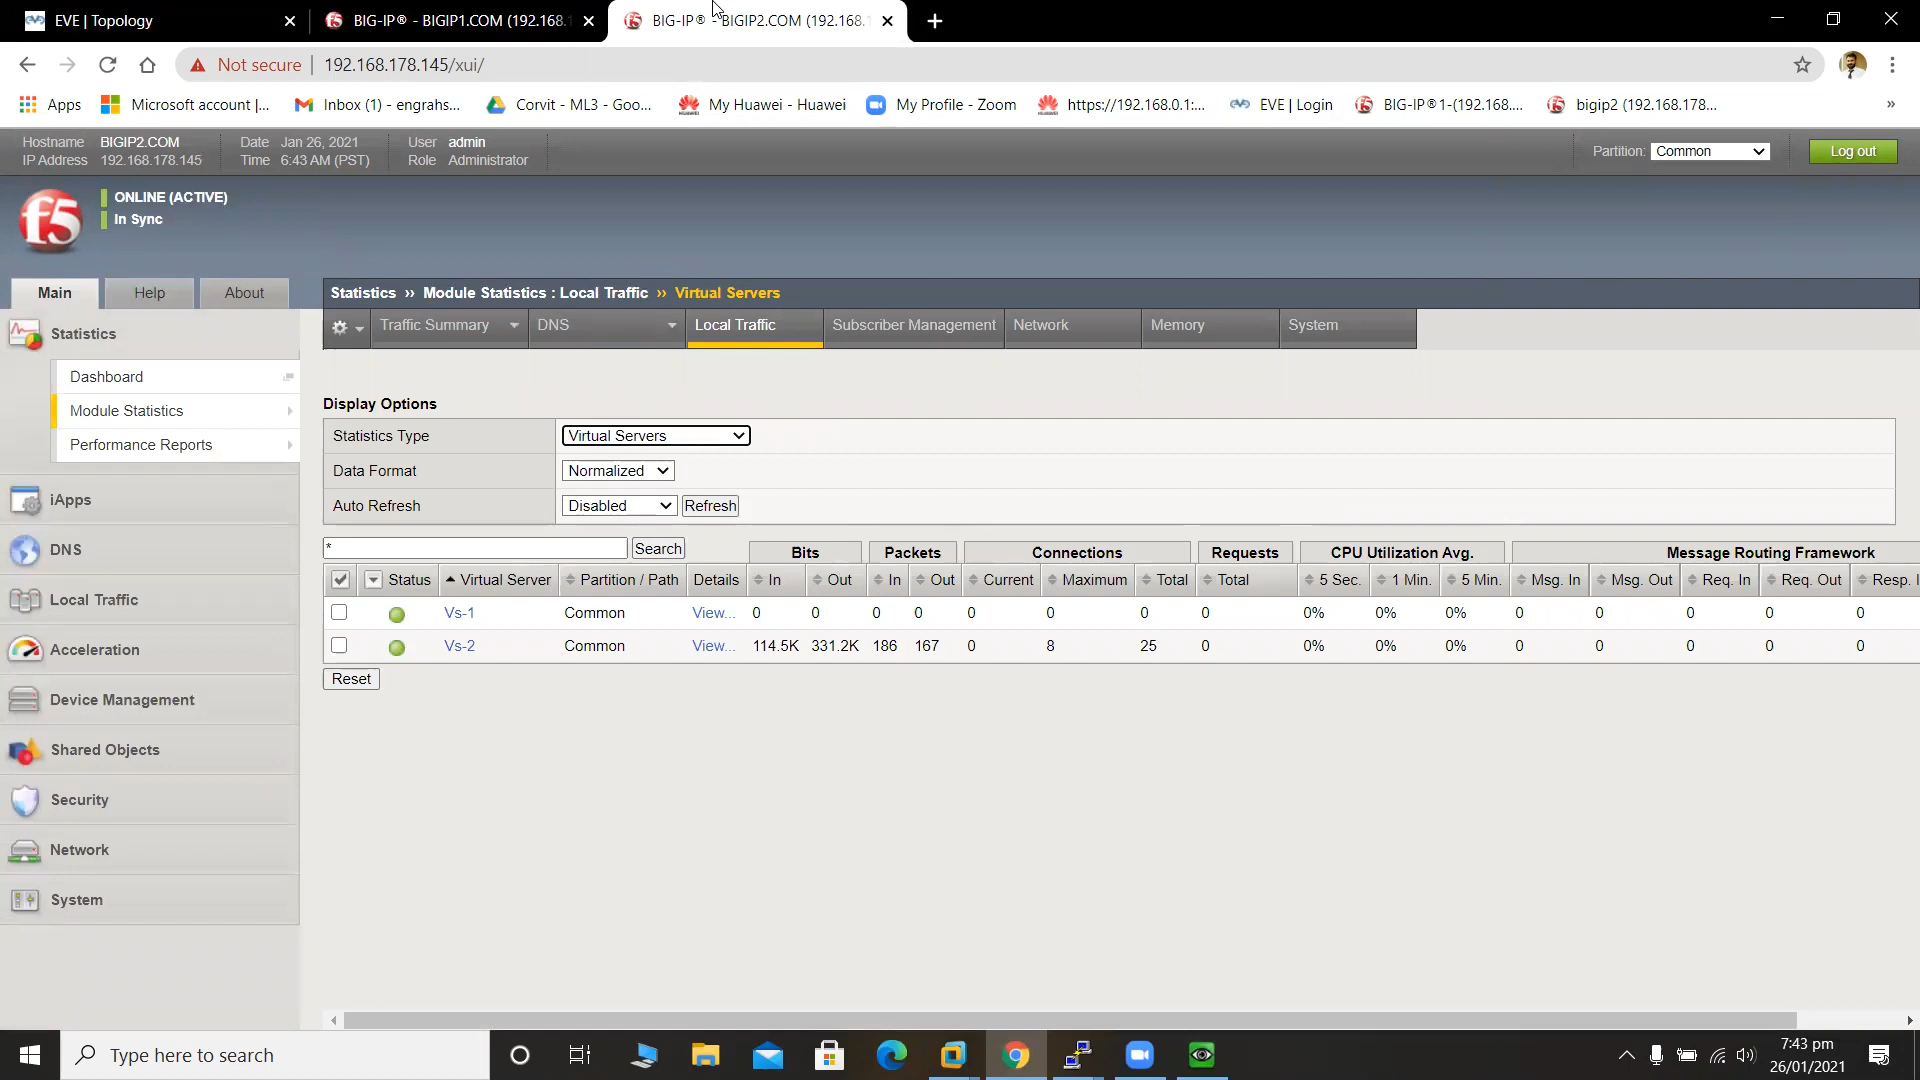 EVE | Topology
BIG-IP® - BIGIP1.COM (192.168.
BIG-IP® - BIGIP2.COM (192.168.1
Not secure | 192.168.178.145/xui/
Apps
Microsoft account |...
Inbox (1) - engrahs...
Corvit - ML3 - Goo...
My Huawei - Huawei
My Profile - Zoom
https://192.168.0.1:...
EVE | Login
BIG-IP®1-(192.168....
bigip2 (192.168.178...
»
Hostname BIGIP2.COM
IP Address 192.168.178.145
Date Jan 26, 2021
Time 6:43 AM (PST)
User admin
Role Administrator
Partition: Common
Log out
f5
ONLINE (ACTIVE)
In Sync
Main Help About
Statistics
Dashboard
Module Statistics
Performance Reports
iApps
DNS
Local Traffic
Acceleration
Device Management
Shared Objects
Security
Network
System
Statistics ›› Module Statistics : Local Traffic ›› Virtual Servers
Traffic Summary DNS Local Traffic Subscriber Management Network Memory System
Display Options
Statistics Type Virtual Servers
Data Format Normalized
Auto Refresh Disabled Refresh
* Search Bits Packets Connections Requests CPU Utilization Avg. Message Routing Framework
Status Virtual Server Partition / Path Details In Out In Out Current Maximum Total Total 5 Sec. 1 Min. 5 Min. Msg. In Msg. Out Req. In Req. Out Resp. I
Vs-1 Common View... 0 0 0 0 0 0 0 0 0% 0% 0% 0 0 0 0 0
Vs-2 Common View... 114.5K 331.2K 186 167 0 8 25 0 0% 0% 0% 0 0 0 0 0
Reset
Type here to search
7:43 pm
26/01/2021